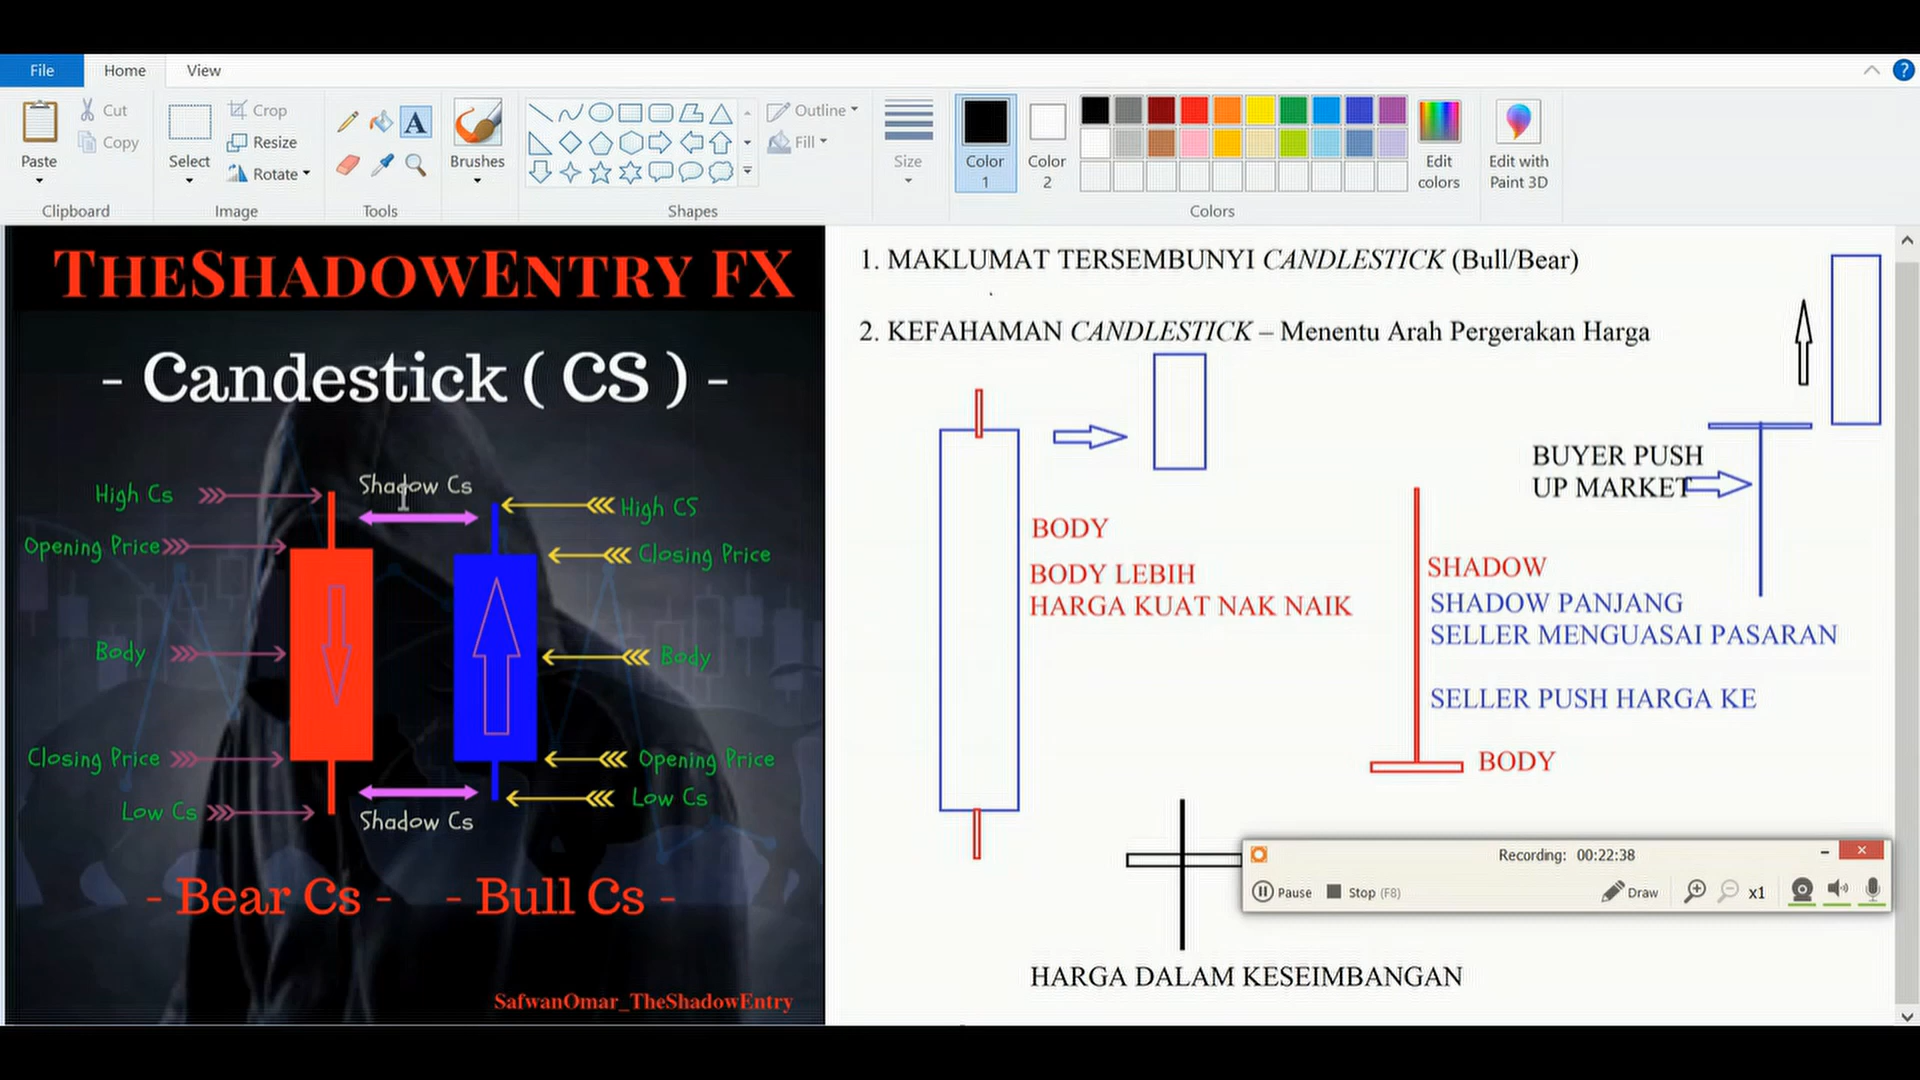 File
Home
View
Paste
Cut
Copy
Clipboard
Select
Crop
Resize
Rotate
Image
A
Tools
Brushes
Shapes
Outline
Fill
Size
Color
1
Color
2
Colors
Edit
colors
Edit with
Paint 3D
?
THESHADOWENTRY FX
- Candestick ( CS ) -
High Cs
Opening Price
Body
Closing Price
Low Cs
Shadow Cs
High CS
Closing Price
Body
Opening Price
Low Cs
Shadow Cs
- Bear Cs -
- Bull Cs -
SafwanOmar_TheShadowEntry
1. MAKLUMAT TERSEMBUNYI CANDLESTICK (Bull/Bear)
2. KEFAHAMAN CANDLESTICK – Menentu Arah Pergerakan Harga
BODY
BODY LEBIH
HARGA KUAT NAK NAIK
BUYER PUSH
UP MARKET
SHADOW
SHADOW PANJANG
SELLER MENGUASAI PASARAN
SELLER PUSH HARGA KE
BODY
Recording: 00:22:38
Pause
Stop (F8)
Draw
x1
HARGA DALAM KESEIMBANGAN